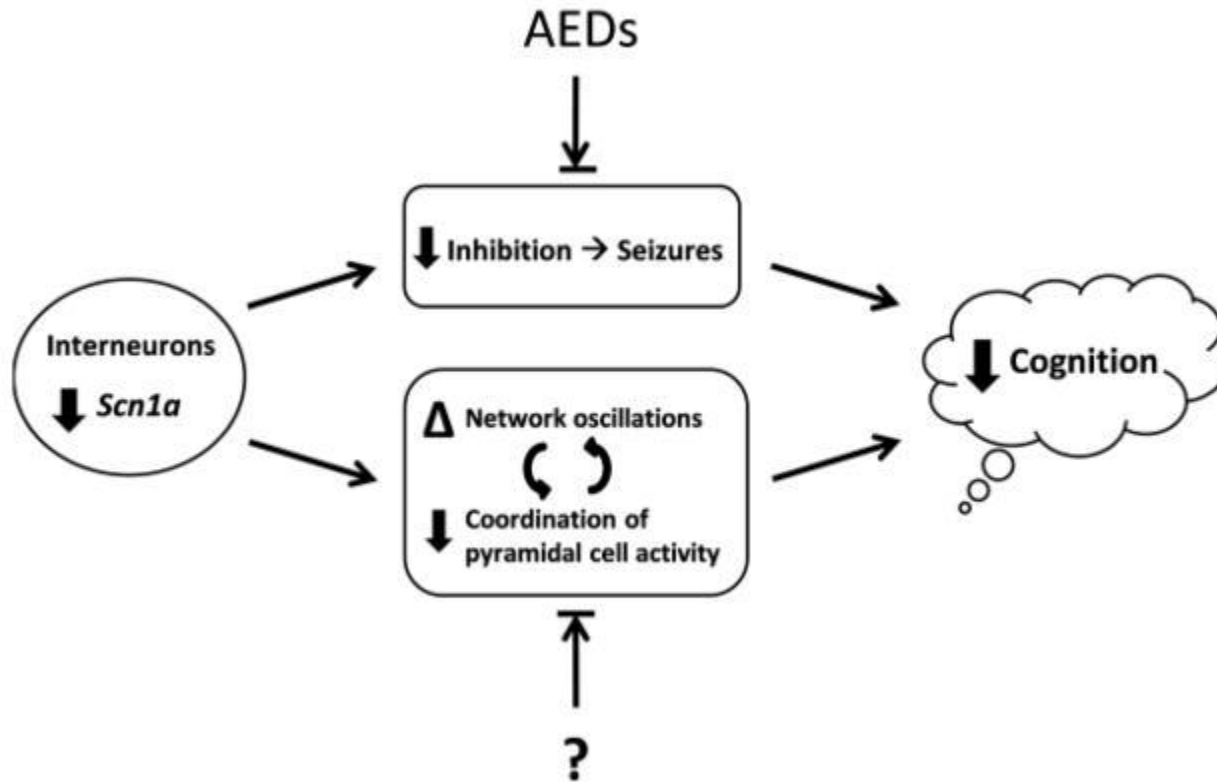 AEDs
Inhibition → Seizures
Interneurons
Scn1a
Δ Network oscillations
Coordination of
pyramidal cell activity
Cognition
?